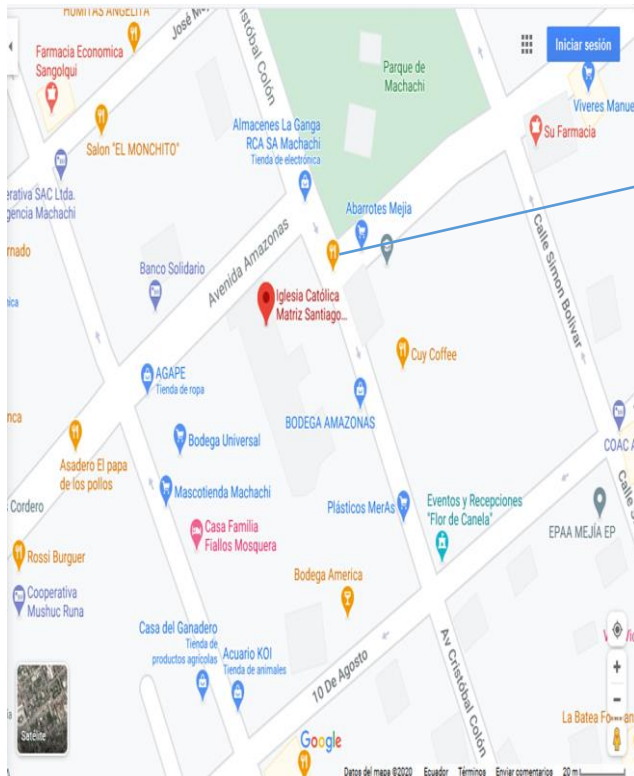 HUMITAS ANGELITA
Farmacia Economica
Sangolqui
José Me
Cristóbal Colón
Iniciar sesión
Parque de
Machachi
Viveres Manue
Su Farmacia
Salon "EL MONCHITO"
Almacenes La Ganga
RCA SA Machachi
Tienda de electrónica
erativa SAC Ltda.
gencia Machachi
Abarrotes Mejia
rnado
Banco Solidario
Avenida Amazonas
Calle Simon Bolivar
Iglesia Católica
Matriz Santiago...
Cuy Coffee
AGAPE
Tienda de ropa
BODEGA AMAZONAS
nca
Bodega Universal
COAC A
Asadero El papa
de los pollos
Mascotienda Machachi
Calle S
Cordero
Plásticos MerAs
Eventos y Recepciones
"Flor de Canela"
EPAA MEJÍA EP
Casa Familia
Fiallos Mosquera
Rossi Burguer
Bodega America
Cooperativa
Mushuc Runa
Casa del Ganadero
Tienda de
productos agrícolas
Acuario KOI
Tienda de animales
10 De Agosto
Av Cristóbal Colón
Satélite
La Batea
Google
Datos del mapa ©2020 Ecuador Términos Enviar comentarios 20 m